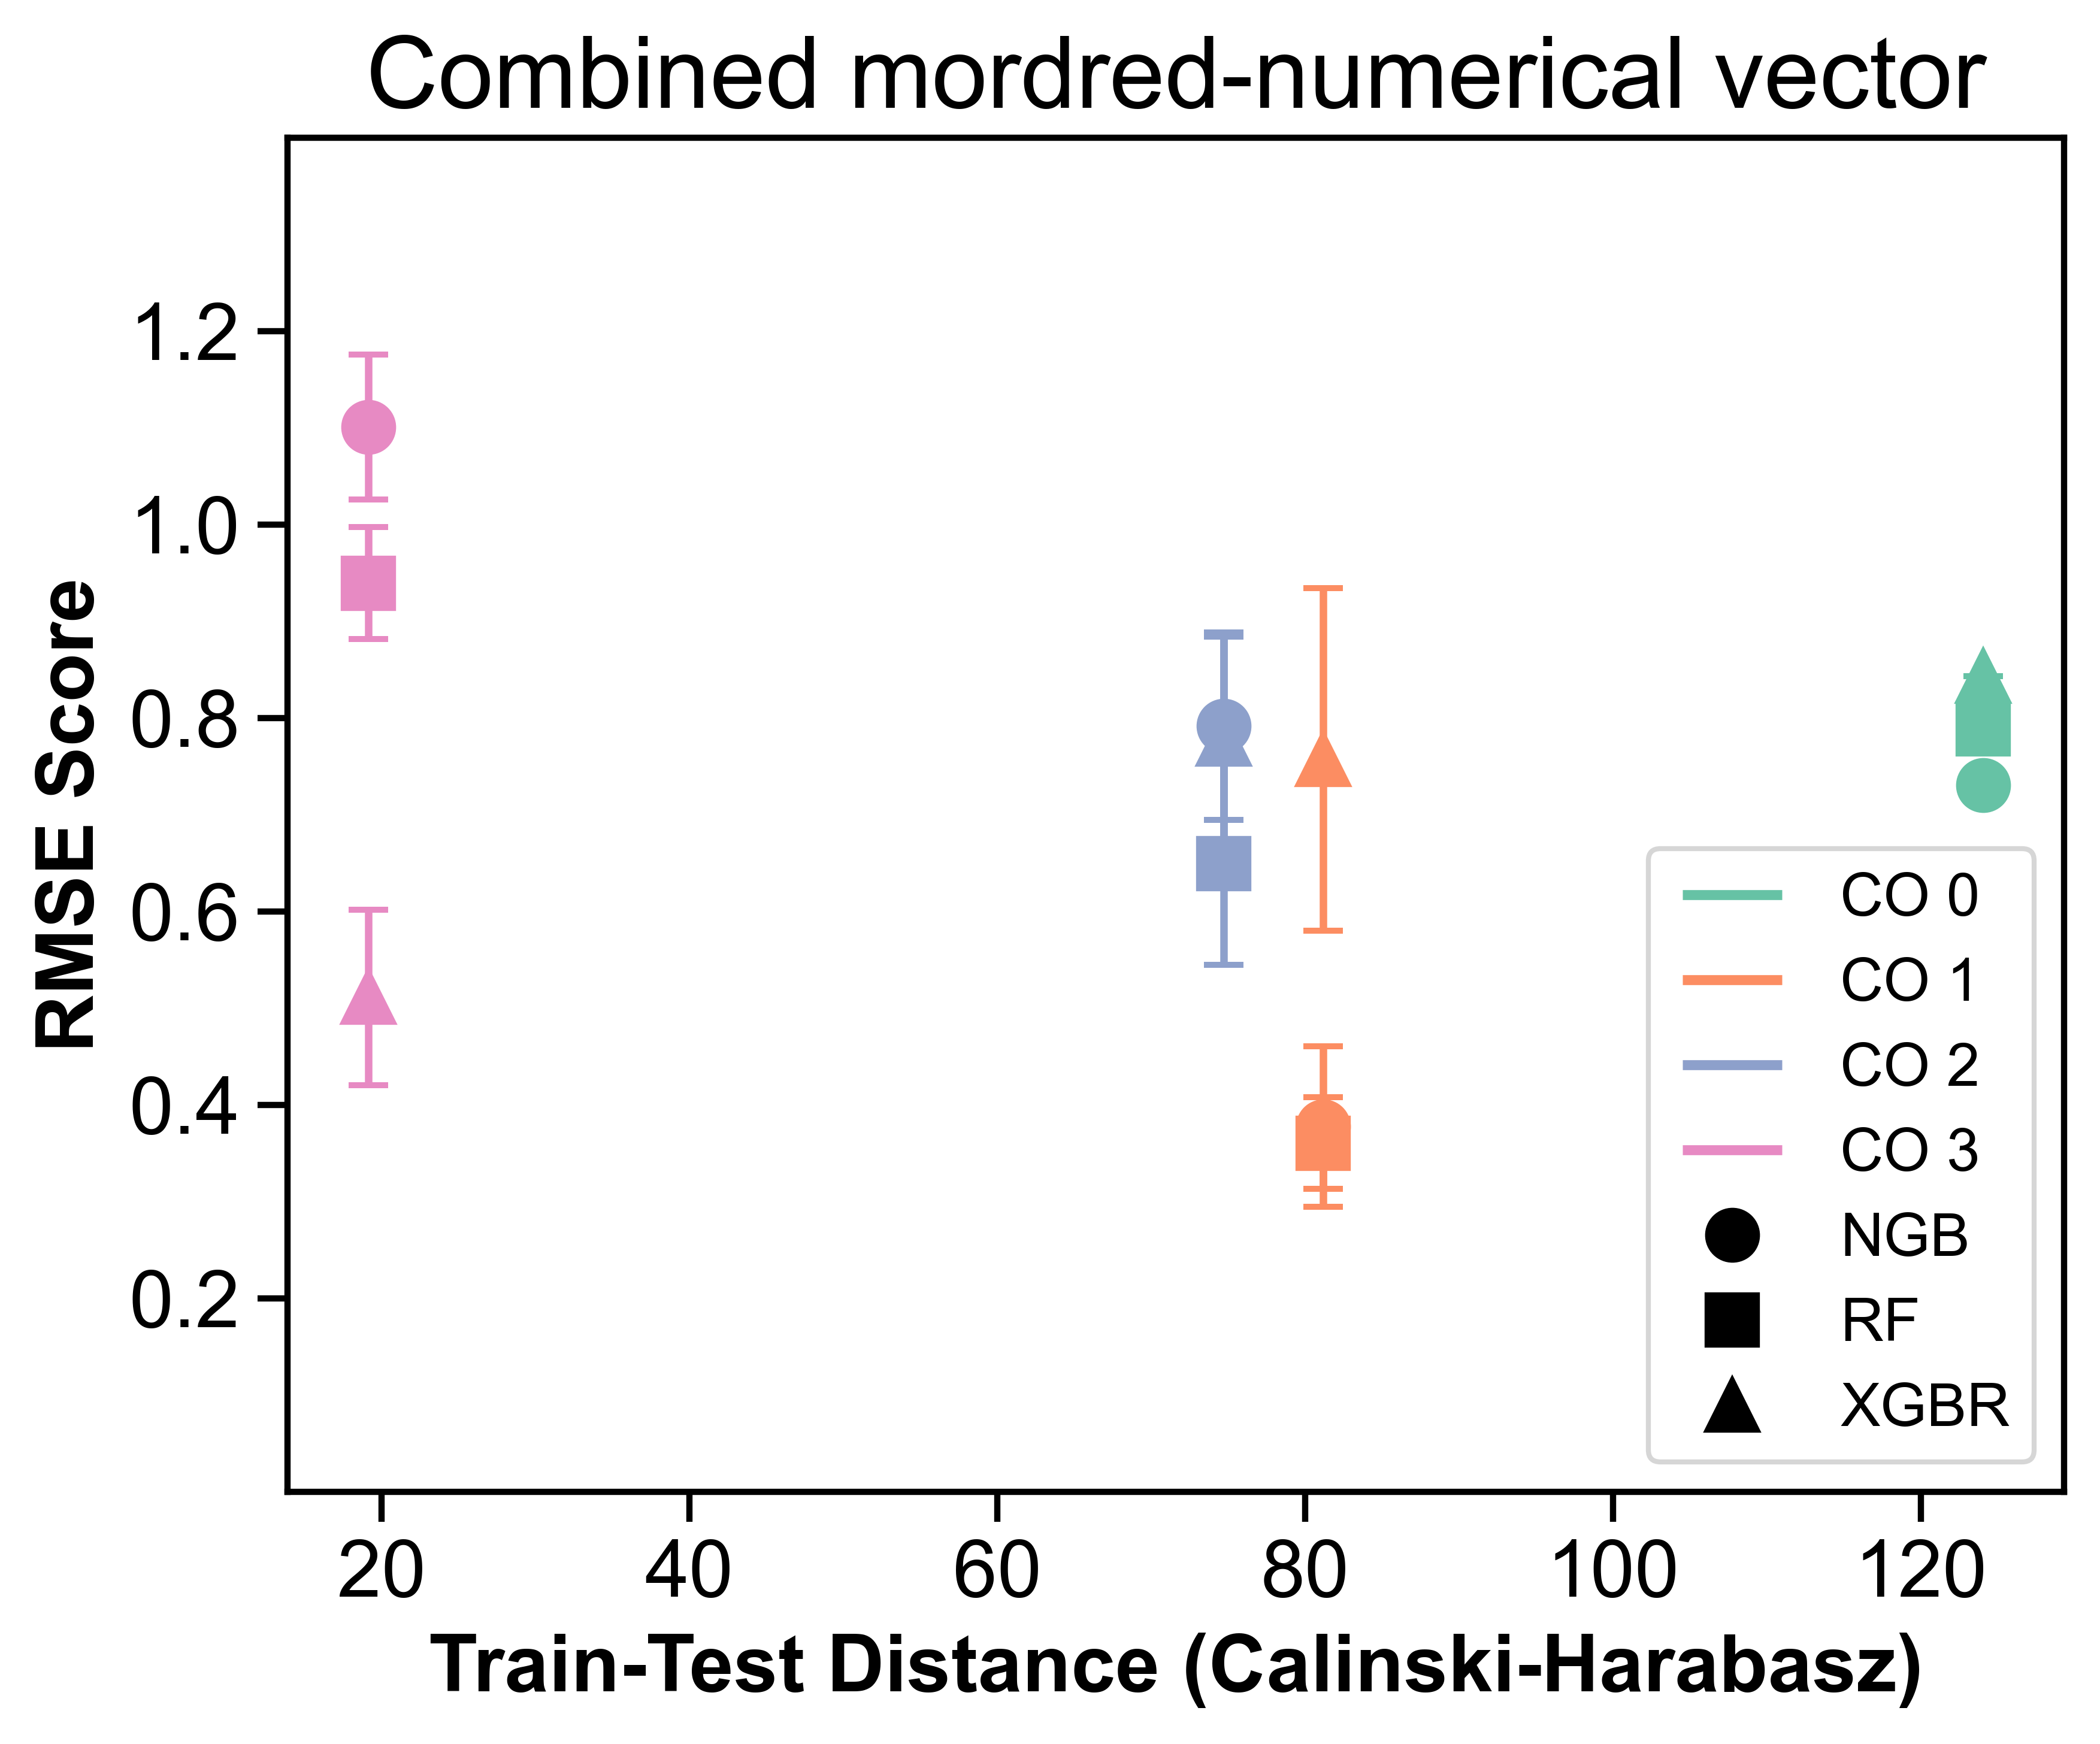 Combined mordred-numerical vector
RMSE Score
1.2
1.0
0.8
0.6
0.4
0.2
20 40 60 80 100 120
Train-Test Distance (Calinski-Harabasz)
CO 0
CO 1
CO 2
CO 3
NGB
RF
XGBR